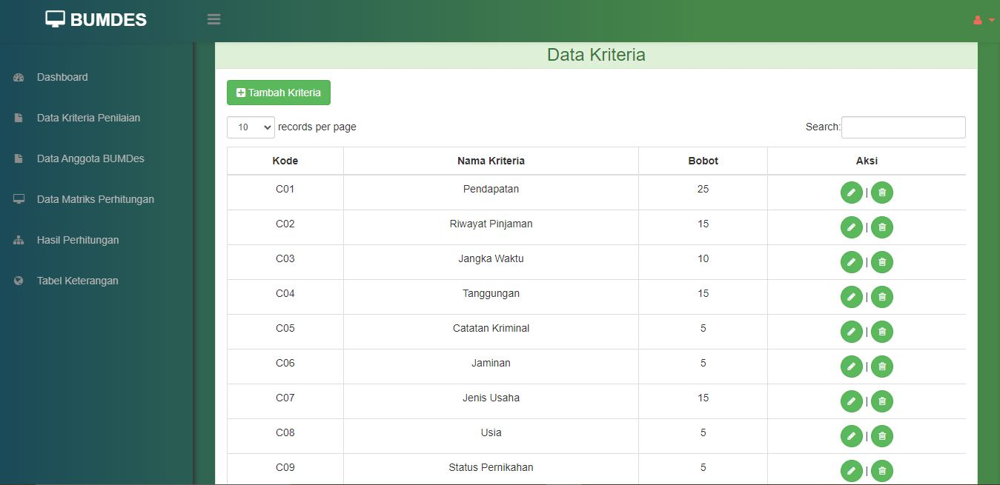 BUMDES
Dashboard
Data Kriteria Penilaian
Data Anggota BUMDes
Data Matriks Perhitungan
Hasil Perhitungan
Tabel Keterangan
Data Kriteria
Tambah Kriteria
10 records per page Search:
Kode Nama Kriteria Bobot Aksi
C01 Pendapatan 25 |
C02 Riwayat Pinjaman 15 |
C03 Jangka Waktu 10 |
C04 Tanggungan 15 |
C05 Catatan Kriminal 5 |
C06 Jaminan 5 |
C07 Jenis Usaha 15 |
C08 Usia 5 |
C09 Status Pernikahan 5 |